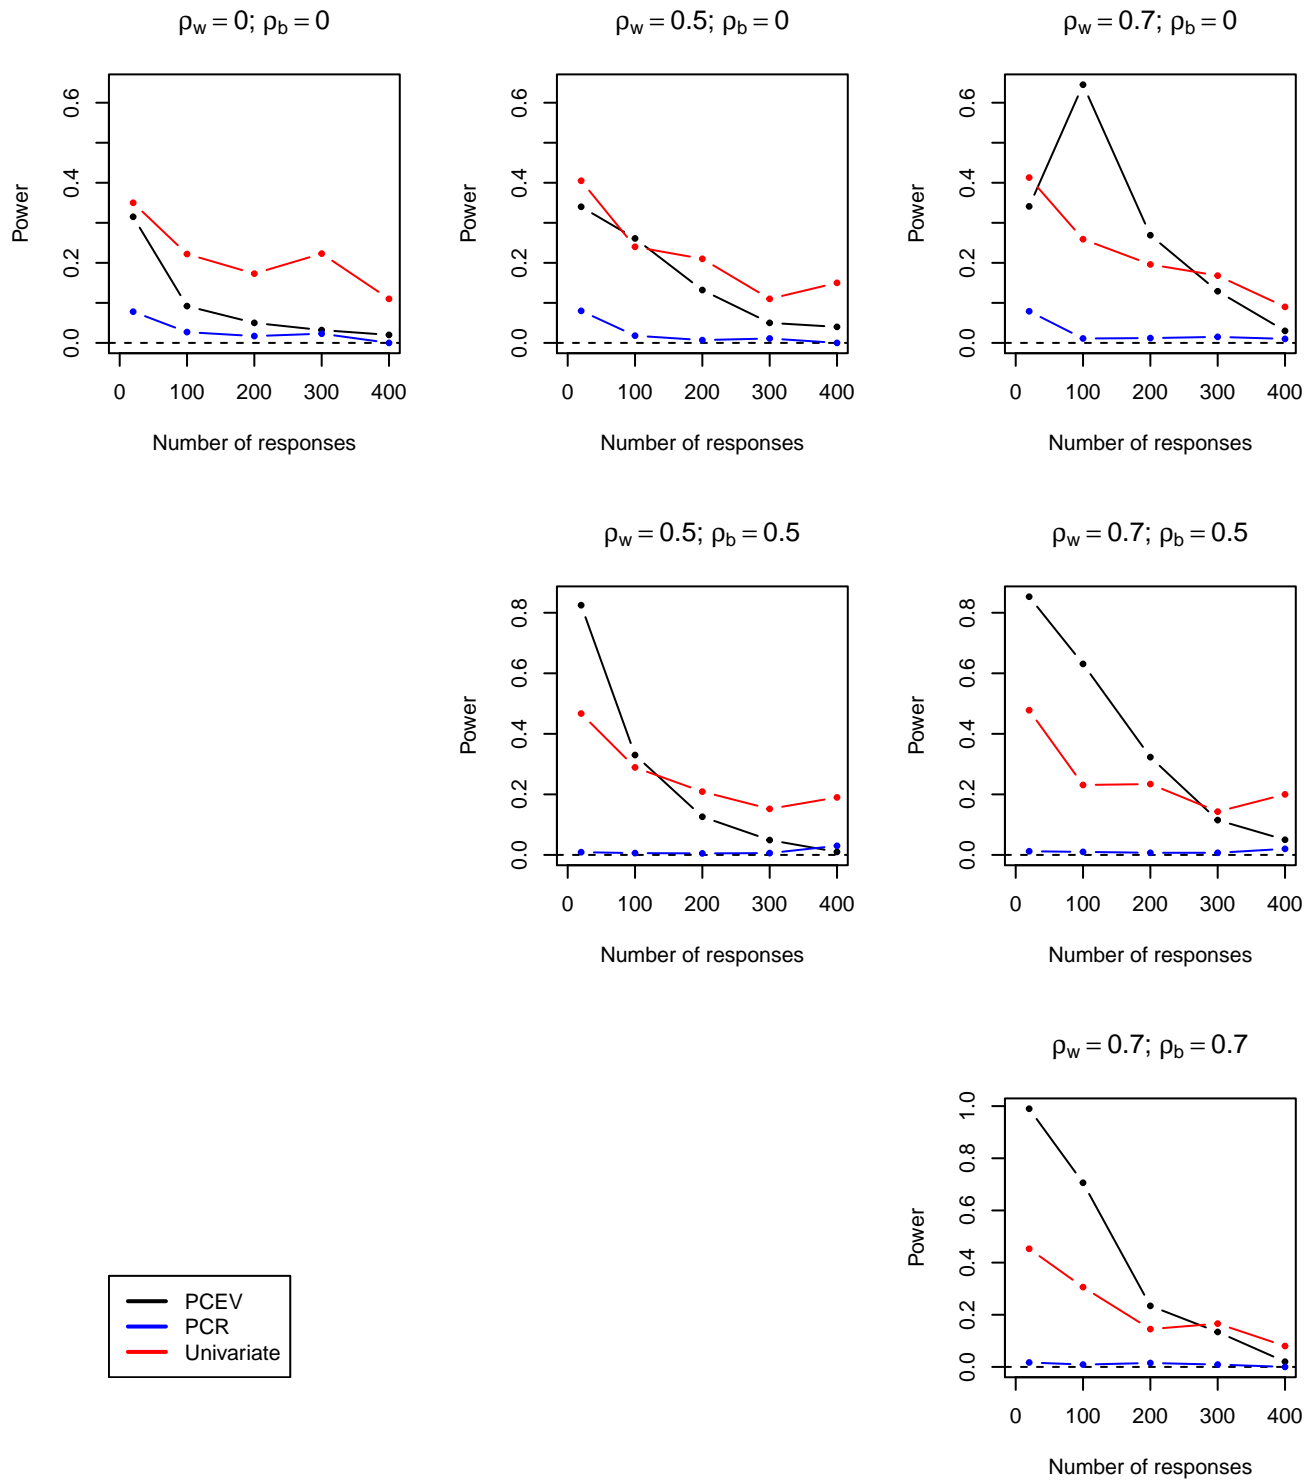 ρw = 0; ρb = 0
Power
0.0 0.2 0.4 0.6
0 100 200 300 400
Number of responses
ρw = 0.5; ρb = 0
Power
0.0 0.2 0.4 0.6
0 100 200 300 400
Number of responses
ρw = 0.7; ρb = 0
Power
0.0 0.2 0.4 0.6
0 100 200 300 400
Number of responses
ρw = 0.5; ρb = 0.5
Power
0.0 0.2 0.4 0.6 0.8
0 100 200 300 400
Number of responses
ρw = 0.7; ρb = 0.5
Power
0.0 0.2 0.4 0.6 0.8
0 100 200 300 400
Number of responses
ρw = 0.7; ρb = 0.7
Power
0.0 0.2 0.4 0.6 0.8 1.0
0 100 200 300 400
Number of responses
PCEV
PCR
Univariate